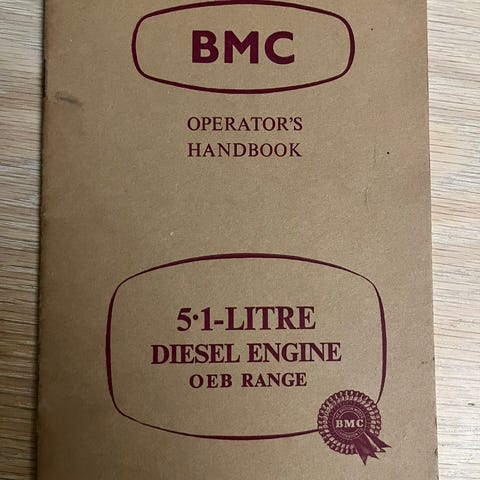 BMC
OPERATOR'S
HANDBOOK
5·1-LITRE
DIESEL ENGINE
OEB RANGE
BMC